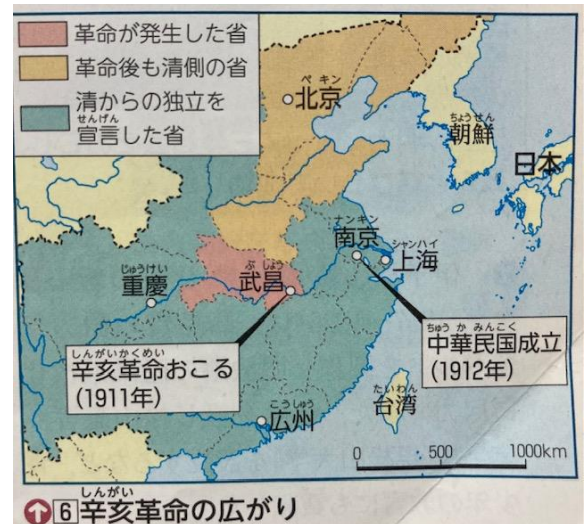 革命が発生した省
革命後も清側の省
清からの独立を
せんげん
宣言した省
ペキン
北京
ちょうせん
朝鮮
日本
ナンキン
南京
シャンハイ
上海
じゅうけい
重慶
ぶしょう
武昌
しんがいかくめい
辛亥革命おこる
(1911年)
ちゅうかみんこく
中華民国成立
(1912年)
たいわん
台湾
こうしゅう
広州
0 500 1000km
しんがい
6 辛亥革命の広がり